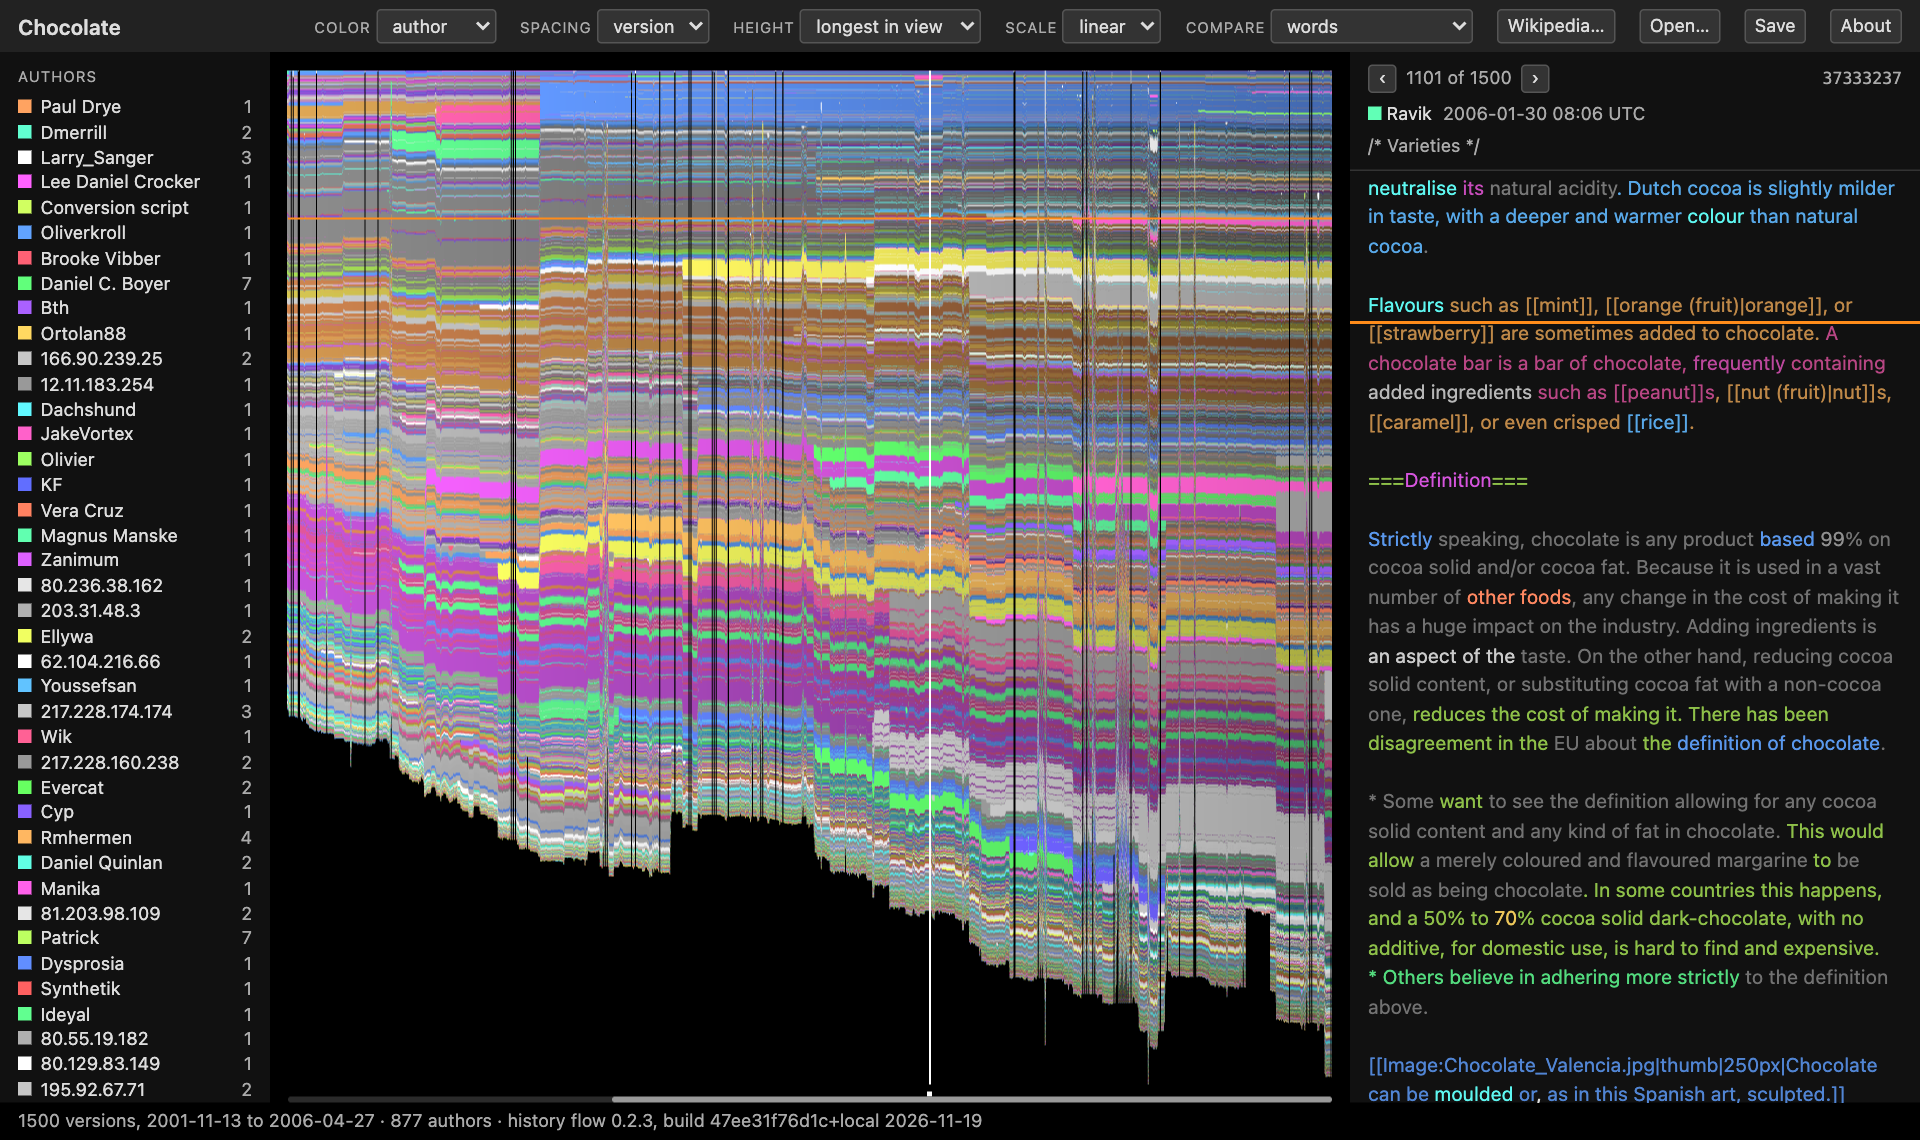 Chocolate
COLOR author SPACING version HEIGHT longest in view SCALE linear COMPARE words Wikipedia... Open... Save About
AUTHORS
Paul Drye 1
Dmerrill 2
Larry_Sanger 3
Lee Daniel Crocker 1
Conversion script 1
Oliverkroll 1
Brooke Vibber 1
Daniel C. Boyer 7
Bth 1
Ortolan88 1
166.90.239.25 2
12.11.183.254 1
Dachshund 1
JakeVortex 1
Olivier 1
KF 1
Vera Cruz 1
Magnus Manske 1
Zanimum 1
80.236.38.162 1
203.31.48.3 1
Ellywa 2
62.104.216.66 1
Youssefsan 1
217.228.174.174 3
Wik 1
217.228.160.238 2
Evercat 2
Cyp 1
Rmhermen 4
Daniel Quinlan 2
Manika 1
81.203.98.109 2
Patrick 7
Dysprosia 1
Synthetik 1
Ideyal 1
80.55.19.182 1
80.129.83.149 1
195.92.67.71 2
‹ 1101 of 1500 › 37333237
Ravik 2006-01-30 08:06 UTC
/* Varieties */
neutralise its natural acidity. Dutch cocoa is slightly milder
in taste, with a deeper and warmer colour than natural
cocoa.
Flavours such as [[mint]], [[orange (fruit)|orange]], or
[[strawberry]] are sometimes added to chocolate. A
chocolate bar is a bar of chocolate, frequently containing
added ingredients such as [[peanut]]s, [[nut (fruit)|nut]]s,
[[caramel]], or even crisped [[rice]].
===Definition===
Strictly speaking, chocolate is any product based 99% on
cocoa solid and/or cocoa fat. Because it is used in a vast
number of other foods, any change in the cost of making it
has a huge impact on the industry. Adding ingredients is
an aspect of the taste. On the other hand, reducing cocoa
solid content, or substituting cocoa fat with a non-cocoa
one, reduces the cost of making it. There has been
disagreement in the EU about the definition of chocolate.
* Some want to see the definition allowing for any cocoa
solid content and any kind of fat in chocolate. This would
allow a merely coloured and flavoured margarine to be
sold as being chocolate. In some countries this happens,
and a 50% to 70% cocoa solid dark-chocolate, with no
additive, for domestic use, is hard to find and expensive.
* Others believe in adhering more strictly to the definition
above.
[[Image:Chocolate_Valencia.jpg|thumb|250px|Chocolate
can be moulded or, as in this Spanish art, sculpted.]]
1500 versions, 2001-11-13 to 2006-04-27 · 877 authors · history flow 0.2.3, build 47ee31f76d1c+local 2026-11-19